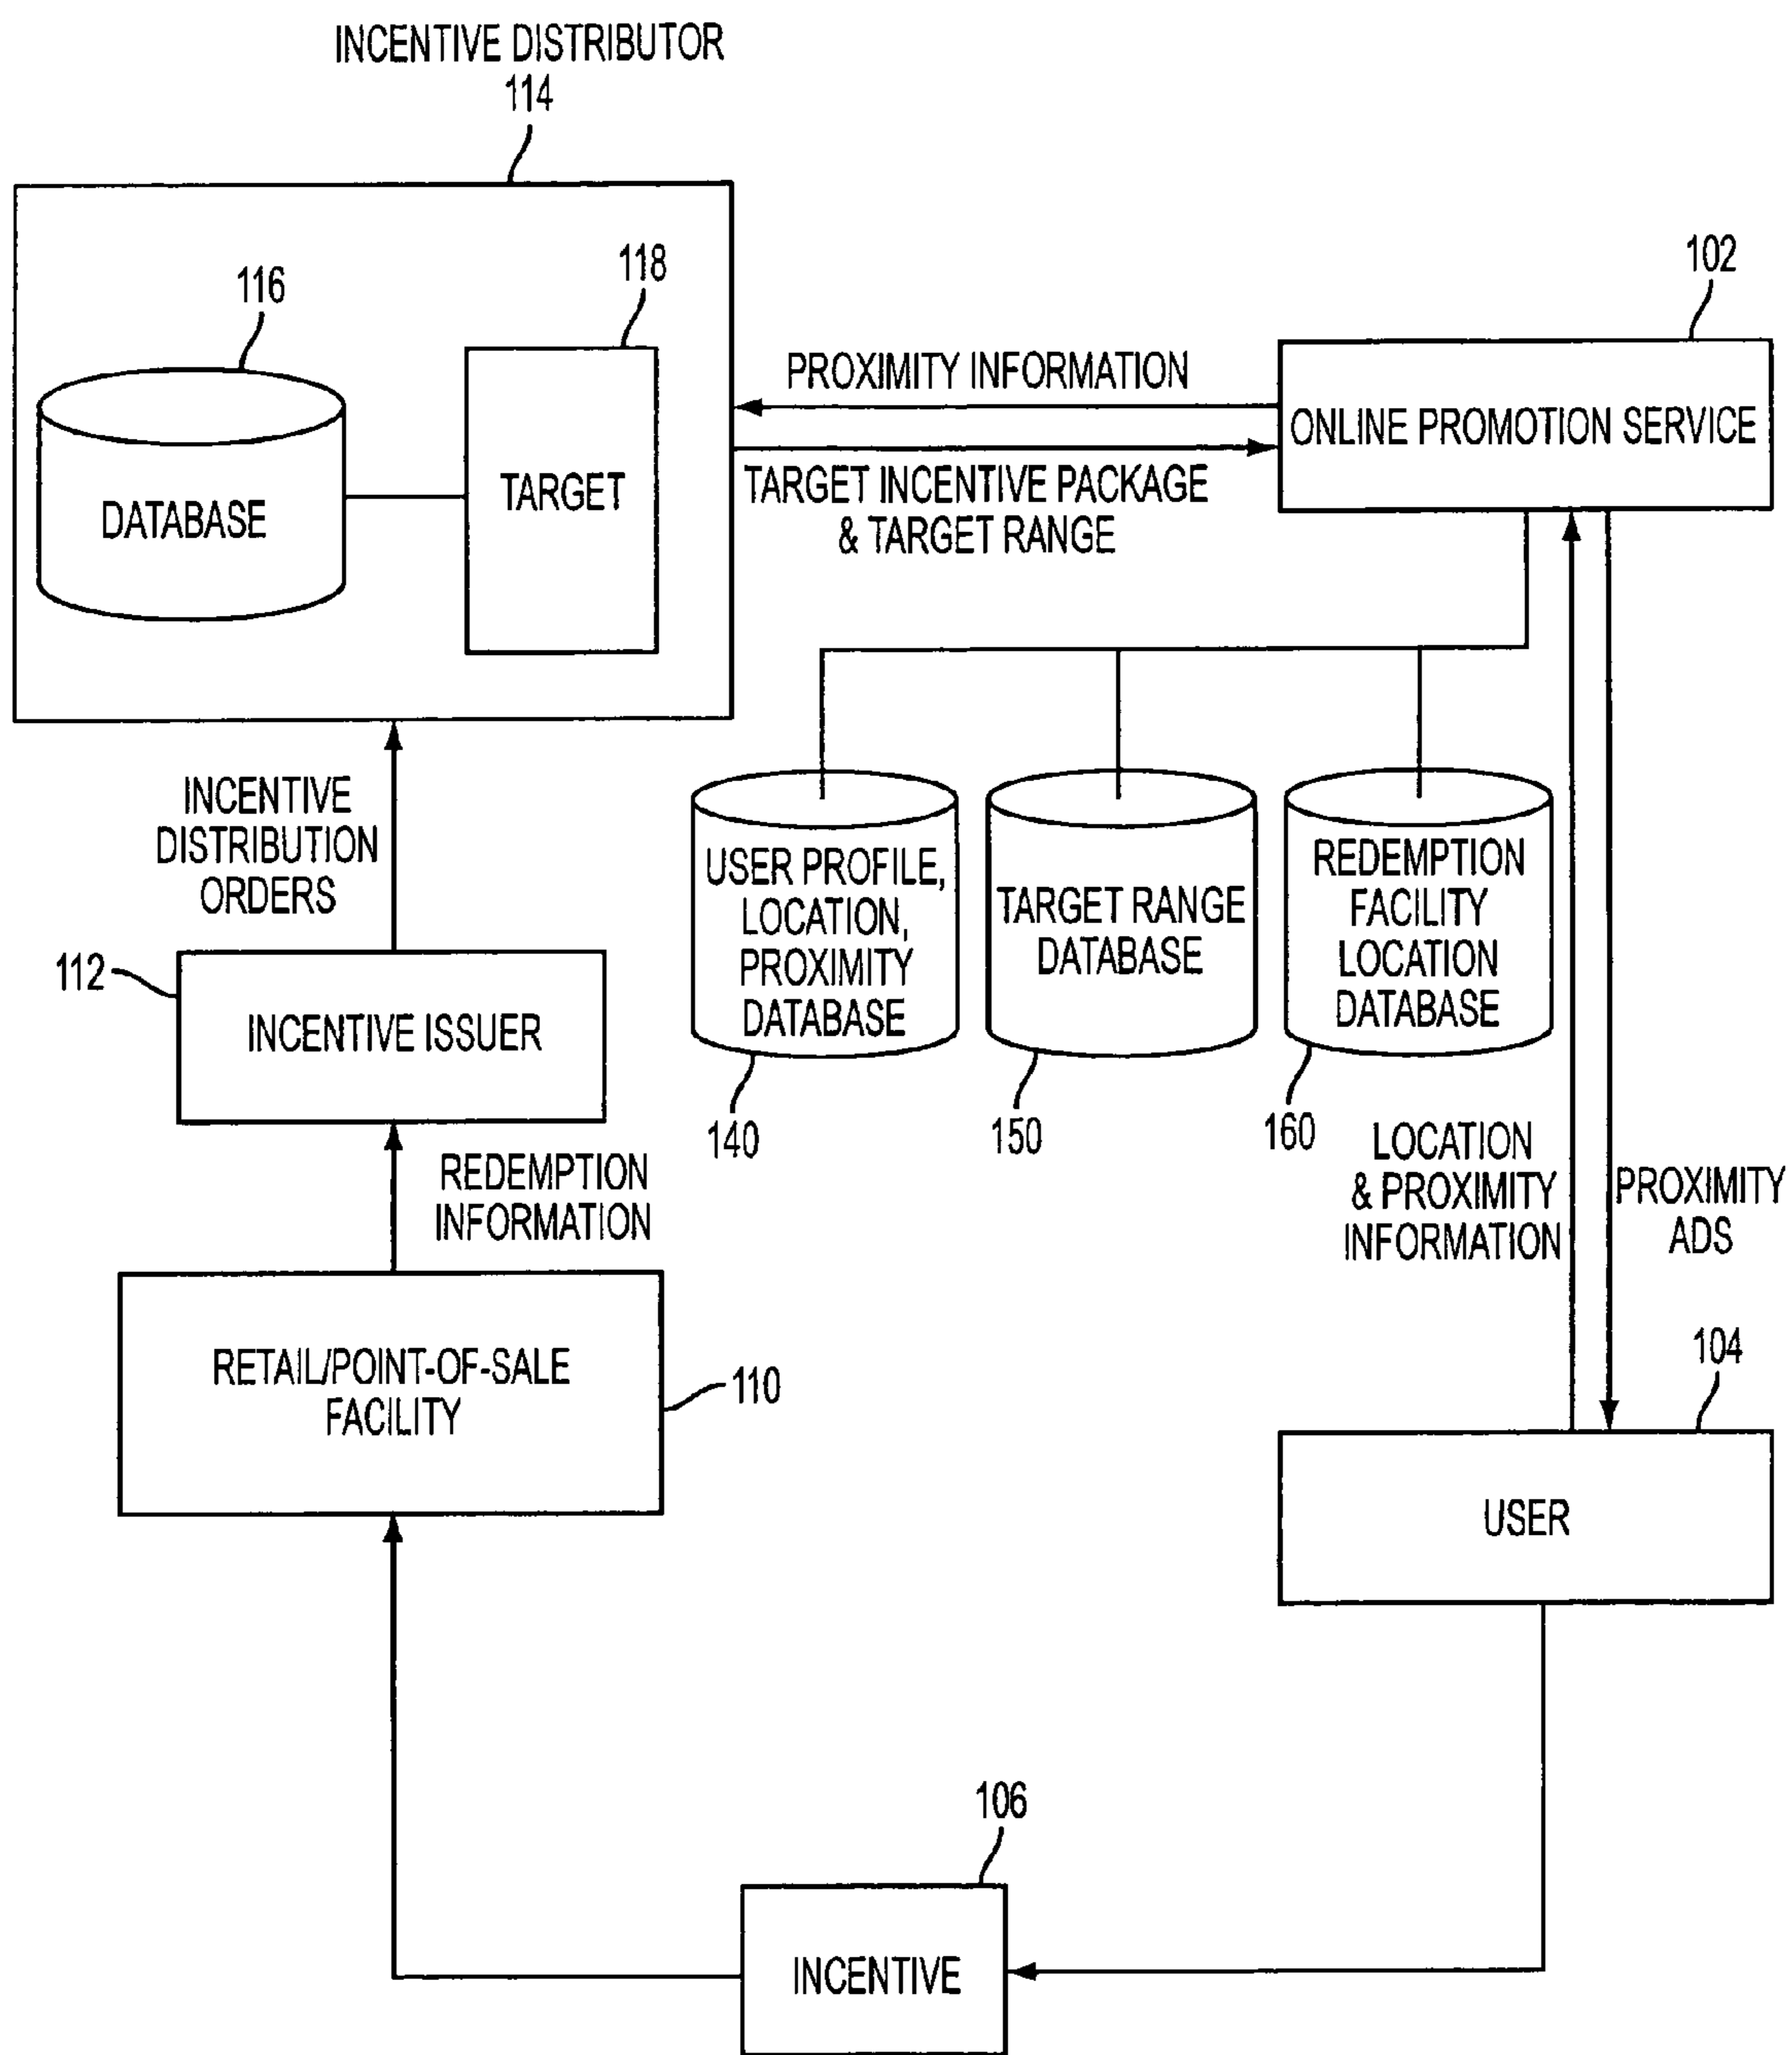 INCENTIVE DISTRIBUTOR
114
116
118
102
DATABASE
TARGET
PROXIMITY INFORMATION
TARGET INCENTIVE PACKAGE
& TARGET RANGE
ONLINE PROMOTION SERVICE
INCENTIVE
DISTRIBUTION
ORDERS
USER PROFILE,
LOCATION,
PROXIMITY
DATABASE
TARGET RANGE
DATABASE
REDEMPTION
FACILITY
LOCATION
DATABASE
112
INCENTIVE ISSUER
140
150
160
LOCATION
& PROXIMITY
INFORMATION
PROXIMITY
ADS
REDEMPTION
INFORMATION
RETAIL/POINT-OF-SALE
FACILITY
110
104
USER
106
INCENTIVE